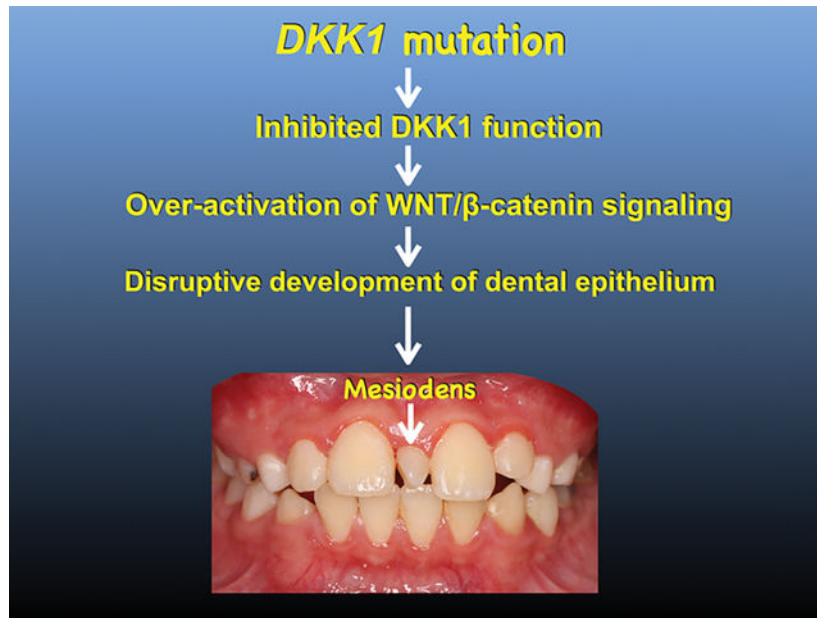 DKK1 mutation
Inhibited DKK1 function
Over-activation of WNT/β-catenin signaling
Disruptive development of dental epithelium
Mesiodens